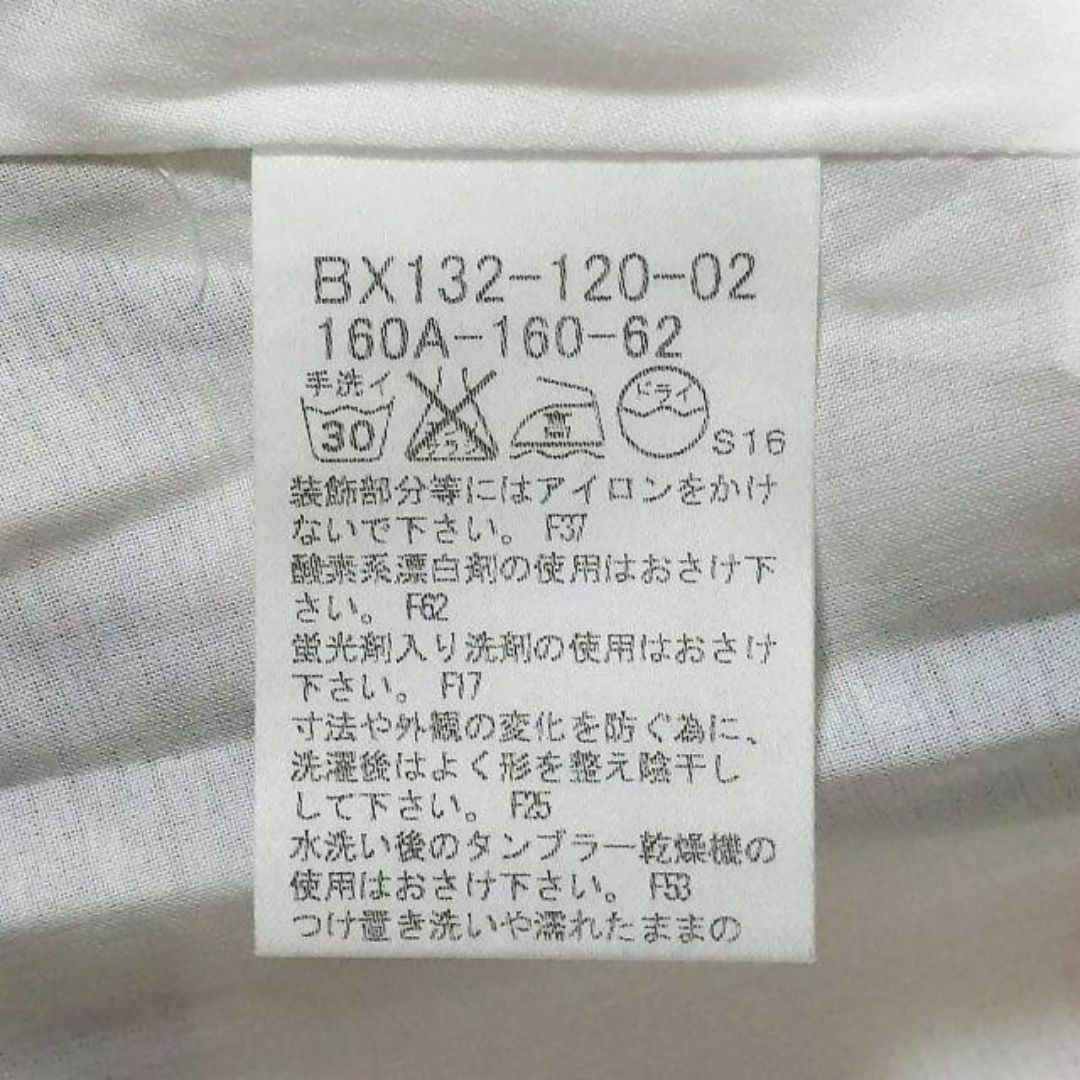 BX132-120-02
160A-160-62
手洗イ
30
エンソサラシ
高
ドライ
S16
装飾部分等にはアイロンをかけ
ないで下さい。 F37
酸素系漂白剤の使用はおさけ下
さい。 F62
蛍光剤入り洗剤の使用はおさけ
下さい。 F17
寸法や外観の変化を防ぐ為に、
洗濯後はよく形を整え陰干し
して下さい。 F25
水洗い後のタンブラー乾燥機の
使用はおさけ下さい。 F53
つけ置き洗いや濡れたままの